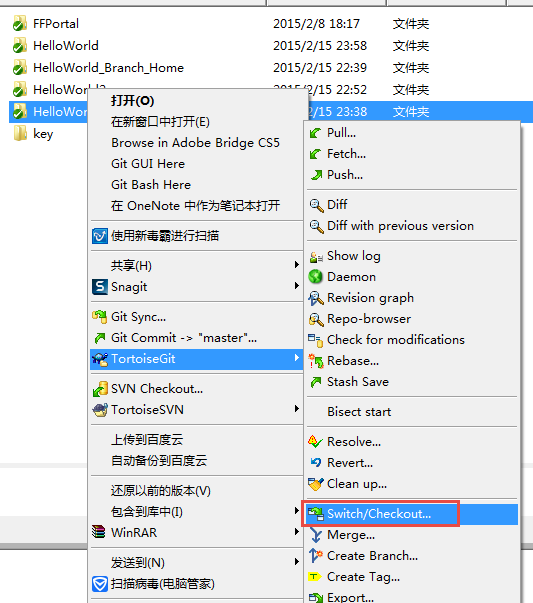 FFPortal 2015/2/8 18:17 文件夹
HelloWorld 2015/2/15 23:58 文件夹
HelloWorld_Branch_Home 2015/2/15 22:39 文件夹
2/15 22:52 文件夹
HelloWor 2/15 23:38 文件夹
key
打开(O)
在新窗口中打开(E)
Browse in Adobe Bridge CS5
Git GUI Here
Git Bash Here
在 OneNote 中作为笔记本打开
使用新毒霸进行扫描
共享(H)
Snagit
Git Sync...
Git Commit -> "master"...
TortoiseGit
SVN Checkout...
TortoiseSVN
上传到百度云
自动备份到百度云
还原以前的版本(V)
包含到库中(I)
WinRAR
发送到(N)
扫描病毒(电脑管家)
Pull...
Fetch...
Push...
Diff
Diff with previous version
Show log
Daemon
Revision graph
Repo-browser
Check for modifications
Rebase...
Stash Save
Bisect start
Resolve...
Revert...
Clean up...
Switch/Checkout...
Merge...
Create Branch...
Create Tag...
Export...